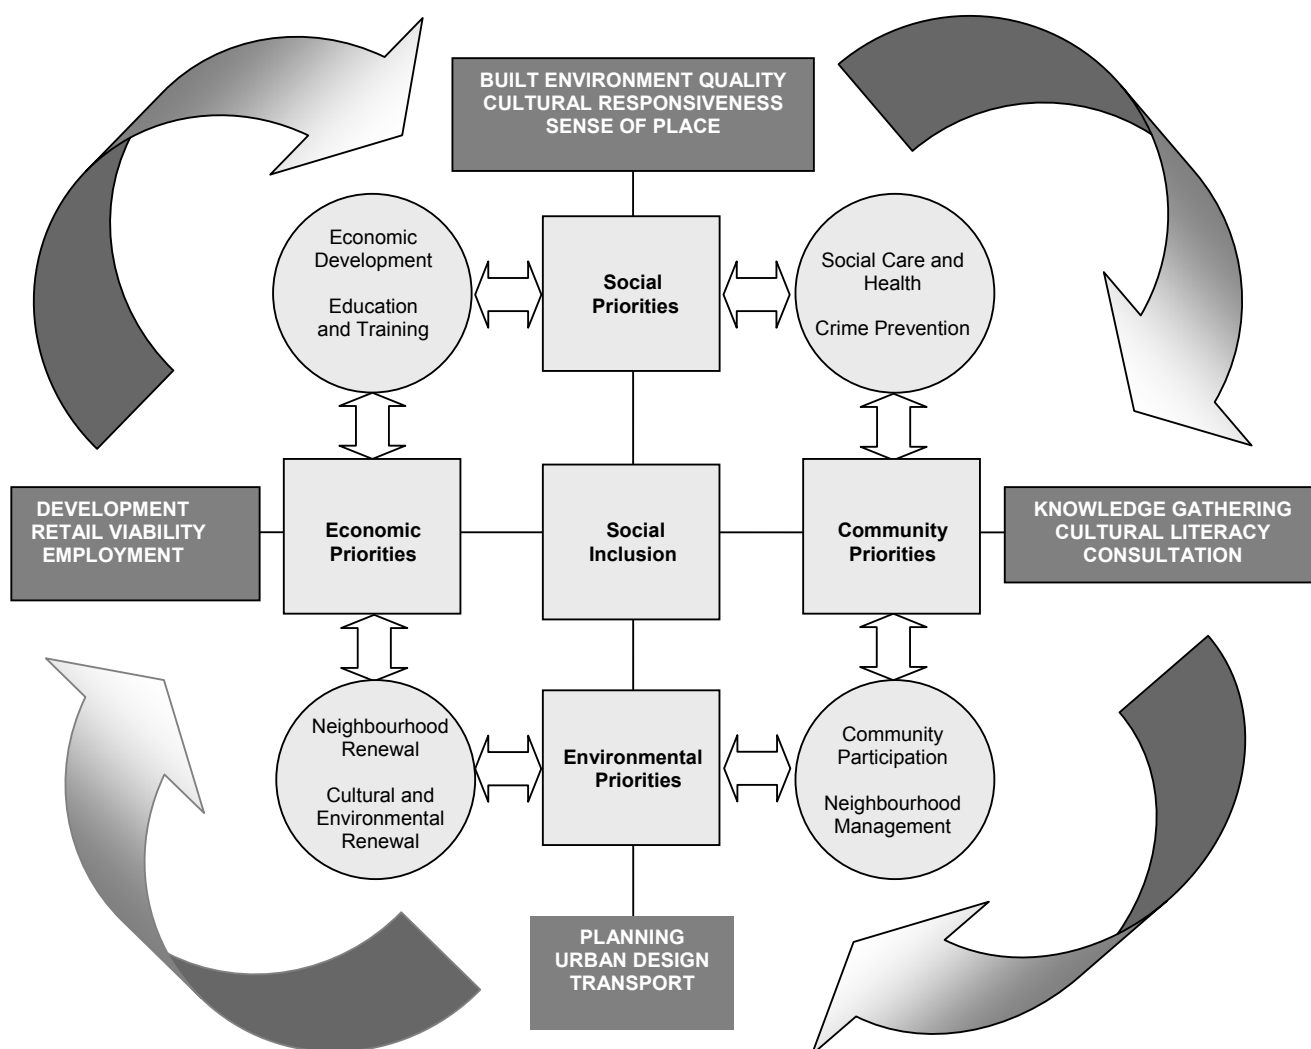 BUILT ENVIRONMENT QUALITY
CULTURAL RESPONSIVENESS
SENSE OF PLACE
Economic
Development
Education
and Training
Social
Priorities
Social Care and
Health
Crime Prevention
DEVELOPMENT
RETAIL VIABILITY
EMPLOYMENT
Economic
Priorities
Social
Inclusion
Community
Priorities
KNOWLEDGE GATHERING
CULTURAL LITERACY
CONSULTATION
Neighbourhood
Renewal
Cultural and
Environmental
Renewal
Environmental
Priorities
Community
Participation
Neighbourhood
Management
PLANNING
URBAN DESIGN
TRANSPORT